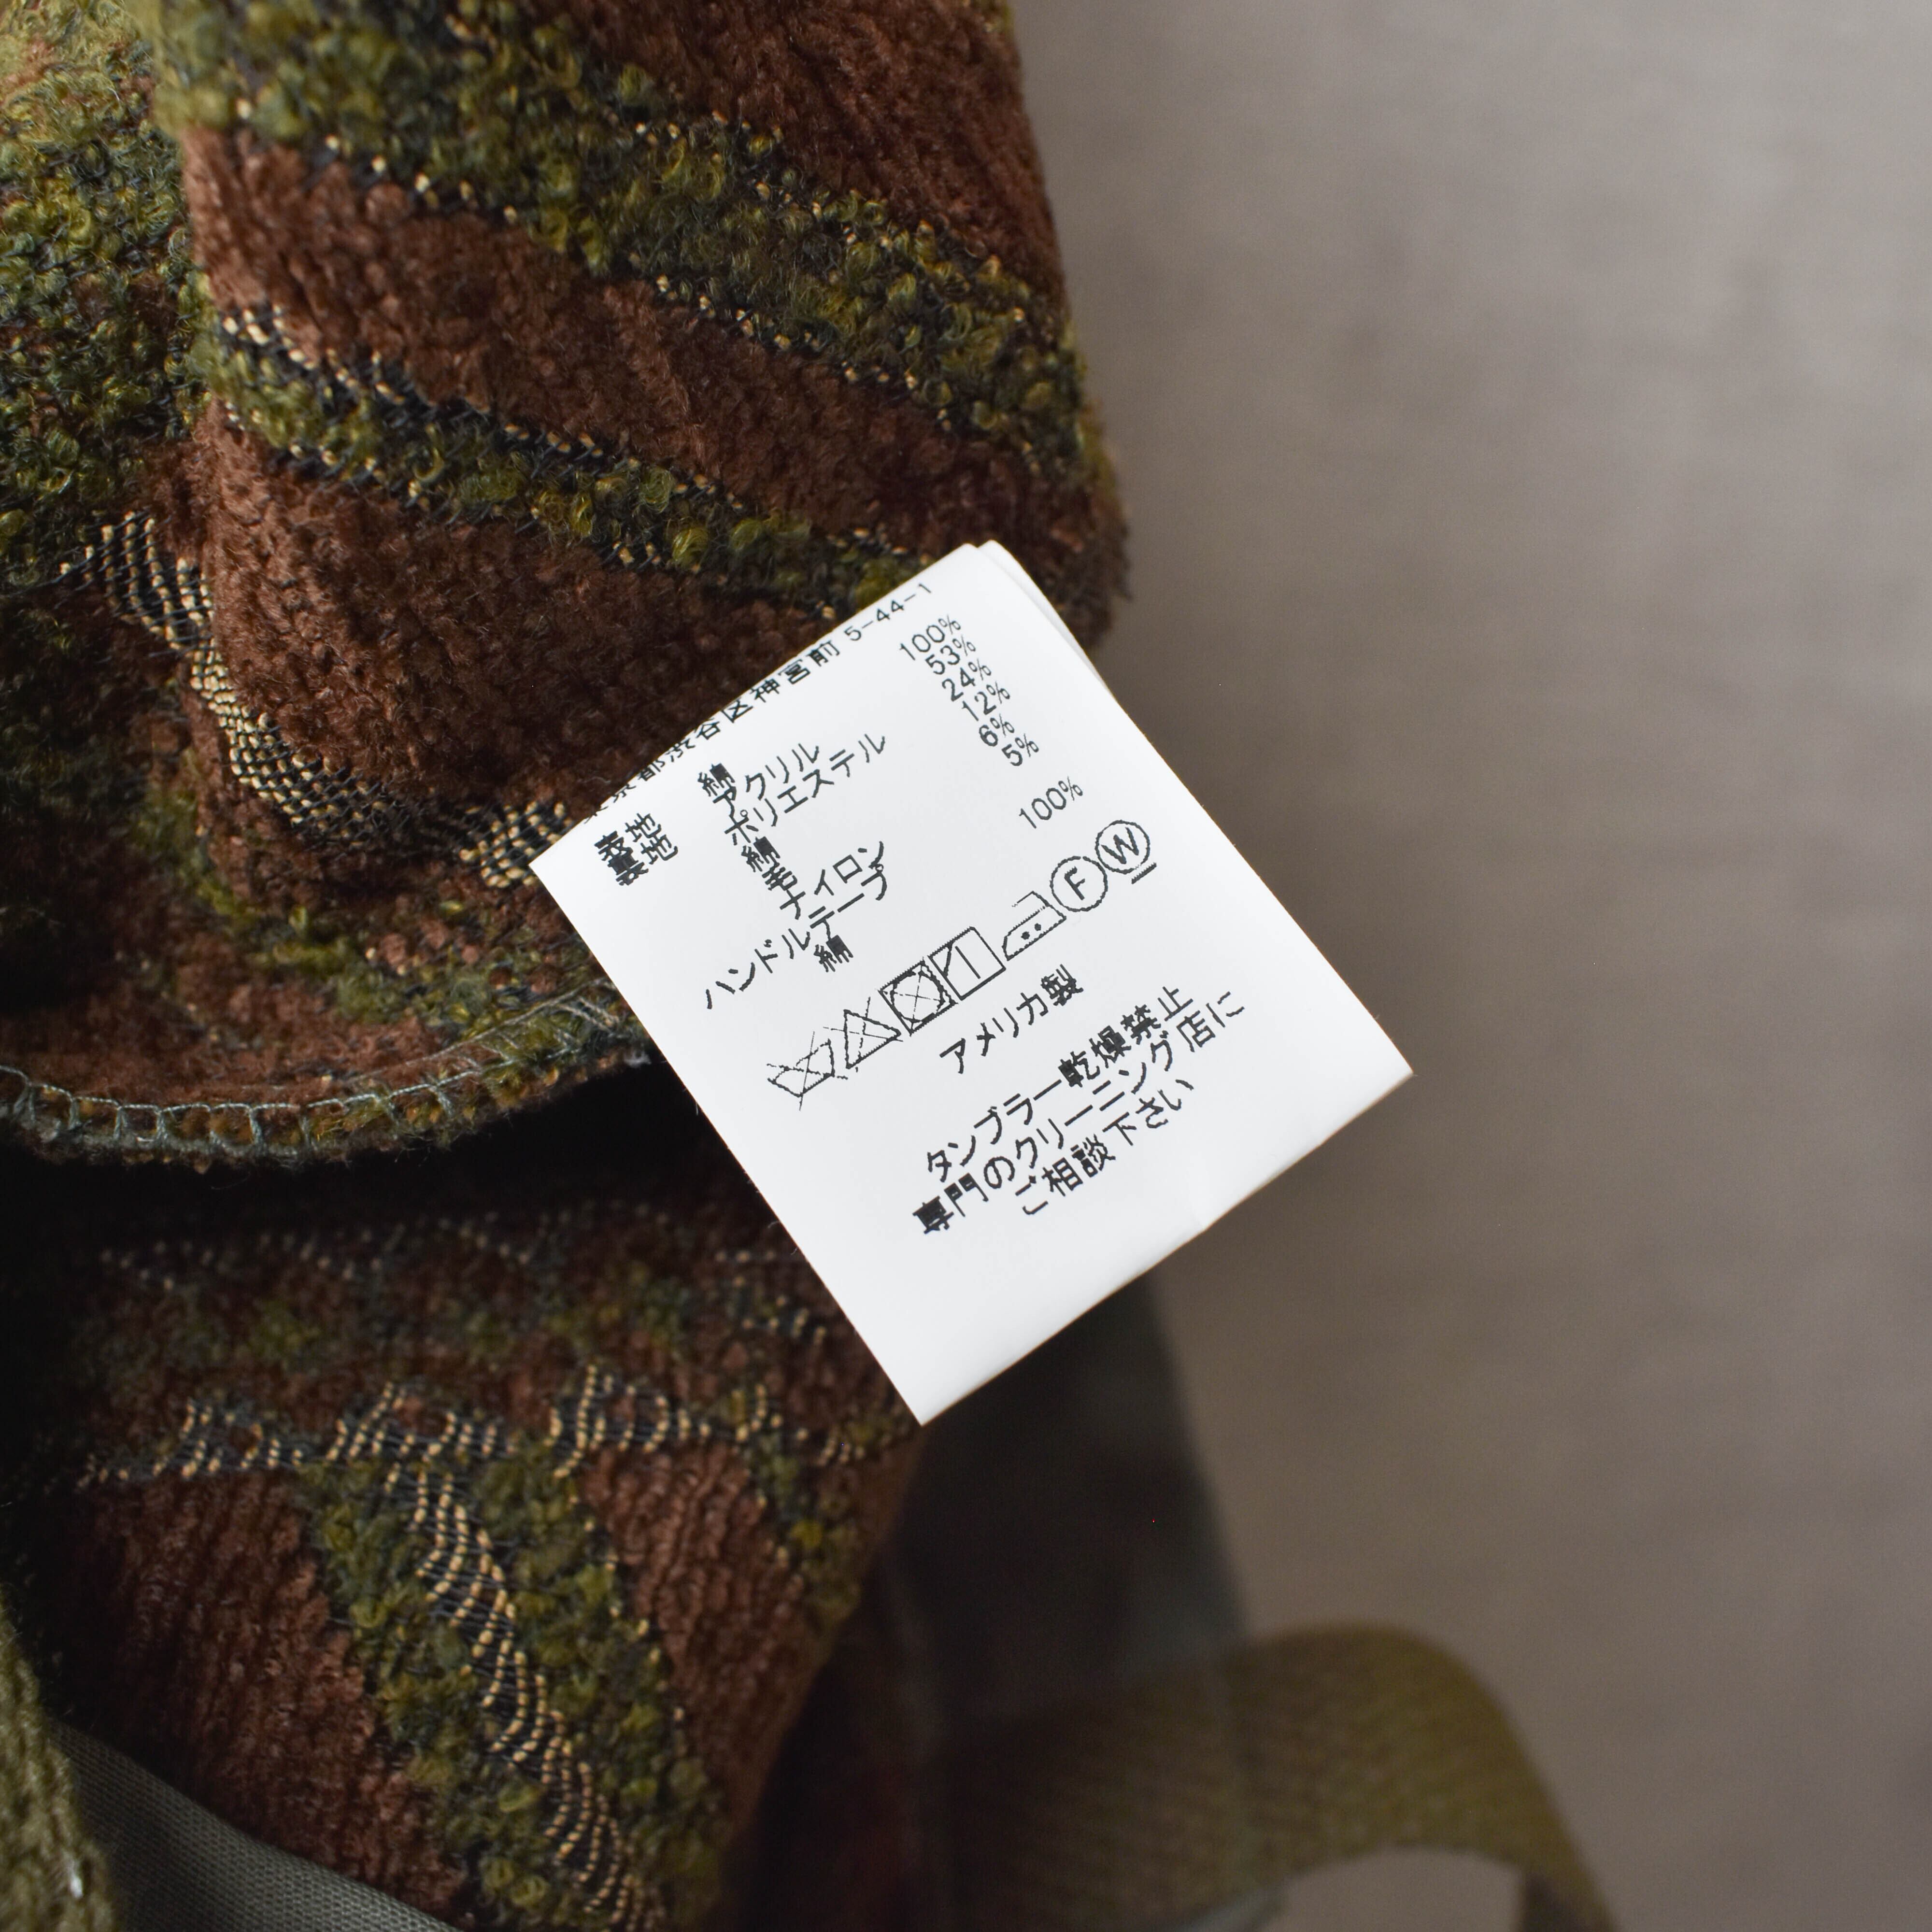 東京都渋谷区神宮前 5-44-1
表地 綿 100%
裏地 アクリル 53%
ポリエステル 24%
綿 12%
毛 6%
ナイロン 5%
ハンドルテープ
綿 100%
F W
アメリカ製
タンブラー乾燥禁止
専門のクリーニング店に
ご相談下さい